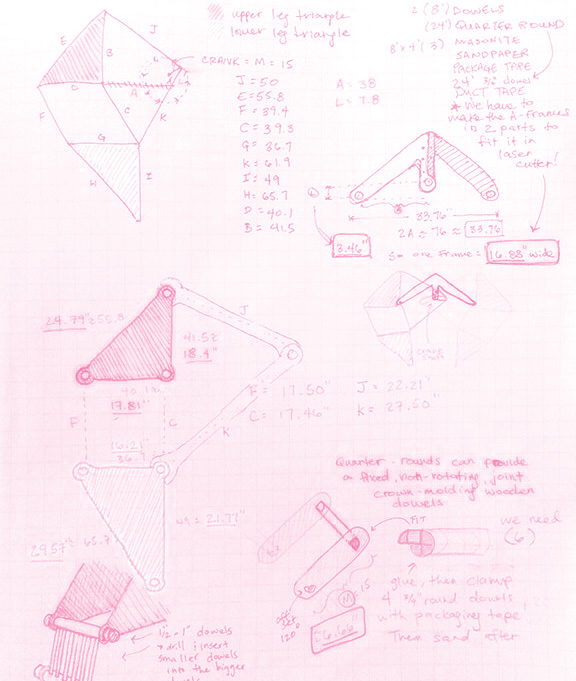 upper leg triangle
lower leg triangle
CRANK = M = 15
J = 50
E = 55.8
F = 39.4
C = 39.3
G = 36.7
K = 61.9
I = 49
H = 65.7
D = 40.1
B = 41.5
A = 38
L = 7.8
2 (8') DOWELS
(24') QUARTER ROUND
8' x 4' (3) MASONITE
SANDPAPER
PACKAGE TAPE
24' 3/8" dowel
DUCT TAPE
* We have to
make the A-frames
in 2 parts to
fit it in
laser
cutter!
E
J
B
D
A
F
C
K
G
H
I
33.76"
2A ≈ 76 ≈ 33.76
3.46"
S = one frame = 16.88" wide
24.79" ≈ 55.8
J
41.5 ≈
18.4"
40.1 ≈
17.81"
F
C
K
F = 17.50"
C = 17.46"
J = 22.21"
K = 27.50"
16.21"
36.7
49 ≈ 21.77"
29.57" ≈ 65.7
Quarter-rounds can provide
a fixed, non-rotating joint
crown-molding wooden
dowels
FIT
we need
(6)
M 15
6.66"
120°
glue, then clamp
4 3/4" round dowels
with packaging tape
Then sand after
1/2 - 1" dowels
* drill & insert
smaller dowels
into the bigger
dowels